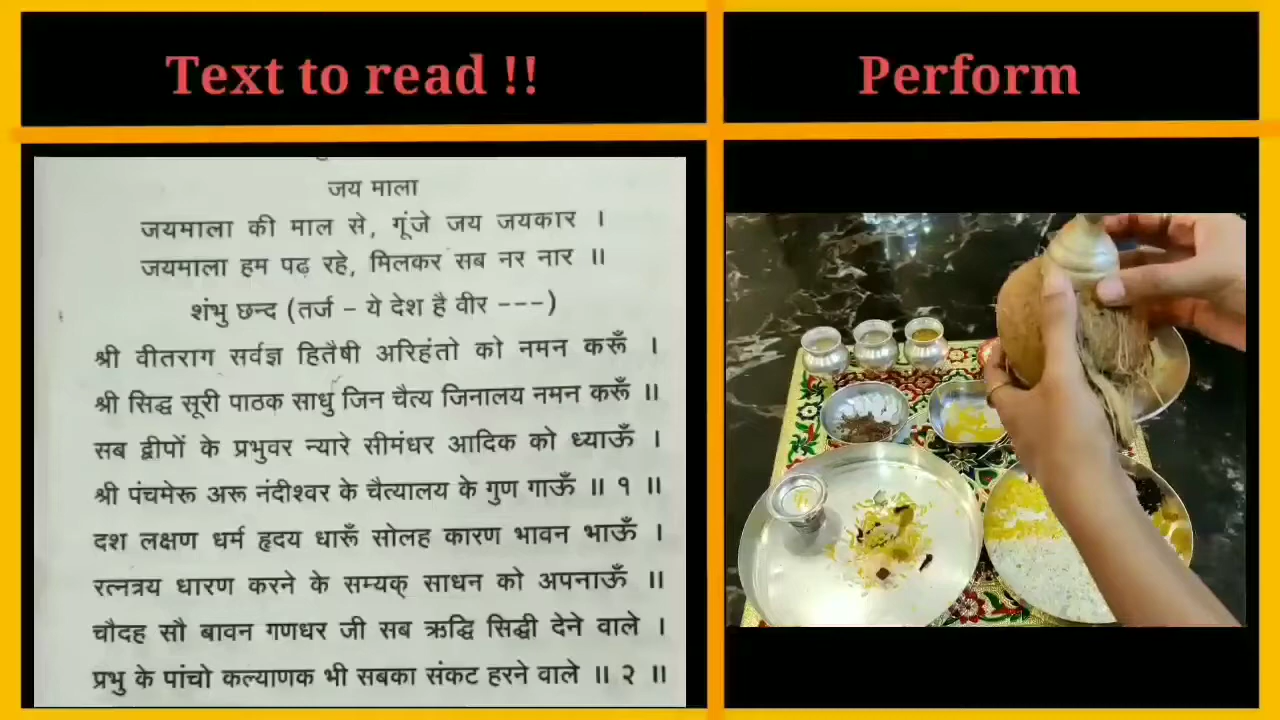 Text to read !!
Perform
जय माला
जयमाला की माल से, गूंजे जय जयकार ।
जयमाला हम पढ़ रहे, मिलकर सब नर नार ॥
शंभु छन्द (तर्ज – ये देश है वीर ---)
श्री वीतराग सर्वज्ञ हितैषी अरिहंतो को नमन करूँ ।
श्री सिद्ध सूरी पाठक साधु जिन चैत्य जिनालय नमन करूँ ॥
सब द्वीपों के प्रभुवर न्यारे सीमंधर आदिक को ध्याऊँ ।
श्री पंचमेरू अरू नंदीश्वर के चैत्यालय के गुण गाऊँ ॥ १ ॥
दश लक्षण धर्म हृदय धारूँ सोलह कारण भावन भाऊँ ।
रत्नत्रय धारण करने के सम्यक् साधन को अपनाऊँ ॥
चौदह सौ बावन गणधर जी सब ऋद्धि सिद्धी देने वाले ।
प्रभु के पांचो कल्याणक भी सबका संकट हरने वाले ॥ २ ॥